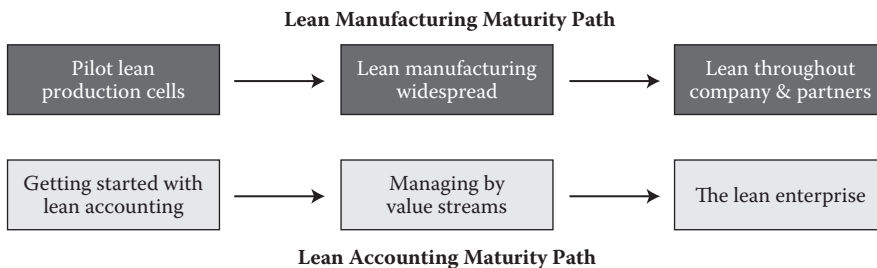 Lean Manufacturing Maturity Path
Pilot lean
production cells
Lean manufacturing
widespread
Lean throughout
company & partners
Getting started with
lean accounting
Managing by
value streams
The lean enterprise
Lean Accounting Maturity Path